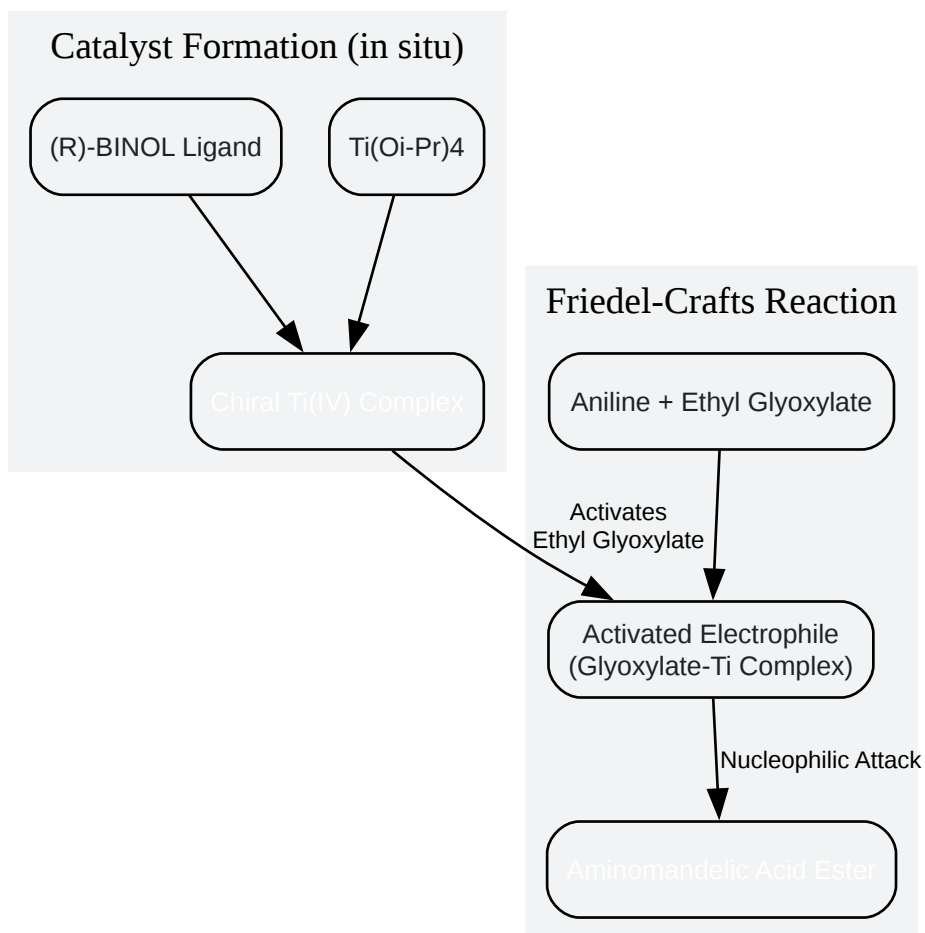 Catalyst Formation (in situ)
(R)-BINOL Ligand
Ti(Oi-Pr)4
Chiral Ti(IV) Complex
Friedel-Crafts Reaction
Aniline + Ethyl Glyoxylate
Activates
Ethyl Glyoxylate
Activated Electrophile
(Glyoxylate-Ti Complex)
Nucleophilic Attack
Aminomandelic Acid Ester